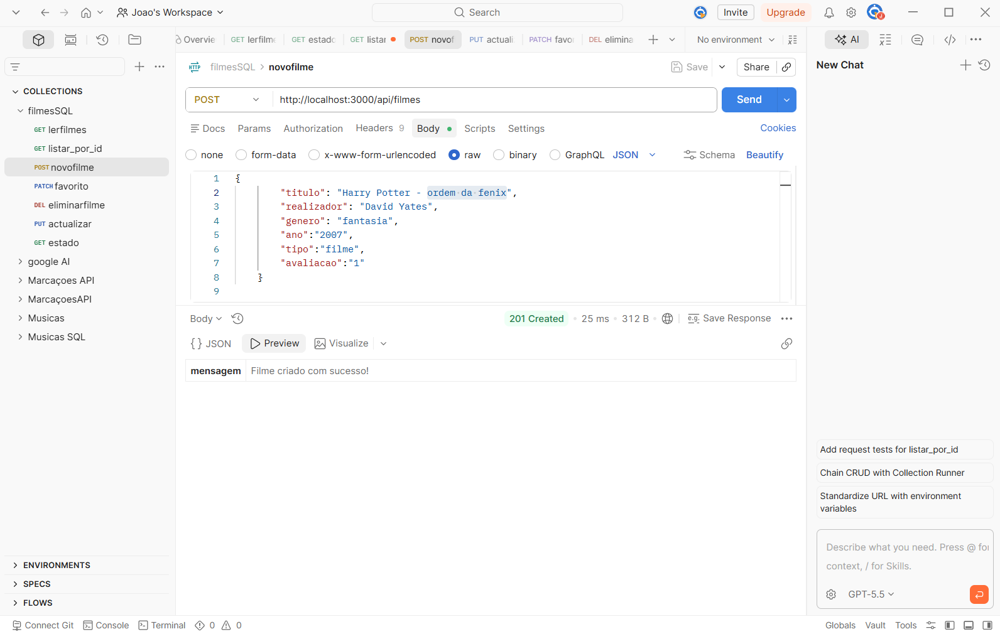 Joao's Workspace
Search
Invite
Upgrade
Overvie
GET lerfilm
GET estado
GET listar
POST novof
PUT actuali
PATCH favor
DEL elimina
No environment
AI
HTTP filmesSQL > novofilme
Save
Share
New Chat
COLLECTIONS
filmesSQL
GET lerfilmes
GET listar_por_id
POST novofilme
PATCH favorito
DEL eliminarfilme
PUT actualizar
GET estado
google AI
Marcaçoes API
MarcaçoesAPI
Musicas
Musicas SQL
ENVIRONMENTS
SPECS
FLOWS
POST
http://localhost:3000/api/filmes
Send
Docs
Params
Authorization
Headers 9
Body
Scripts
Settings
Cookies
none
form-data
x-www-form-urlencoded
raw
binary
GraphQL
JSON
Schema
Beautify
1 {
2 "titulo": "Harry Potter - ordem da fenix",
3 "realizador": "David Yates",
4 "genero": "fantasia",
5 "ano":"2007",
6 "tipo":"filme",
7 "avaliacao":"1"
8 }
9
Body
201 Created
25 ms
312 B
e.g. Save Response
{} JSON
Preview
Visualize
mensagem
Filme criado com sucesso!
Add request tests for listar_por_id
Chain CRUD with Collection Runner
Standardize URL with environment
variables
Describe what you need. Press @ for
context, / for Skills.
GPT-5.5
Connect Git
Console
Terminal
0
0
Globals
Vault
Tools